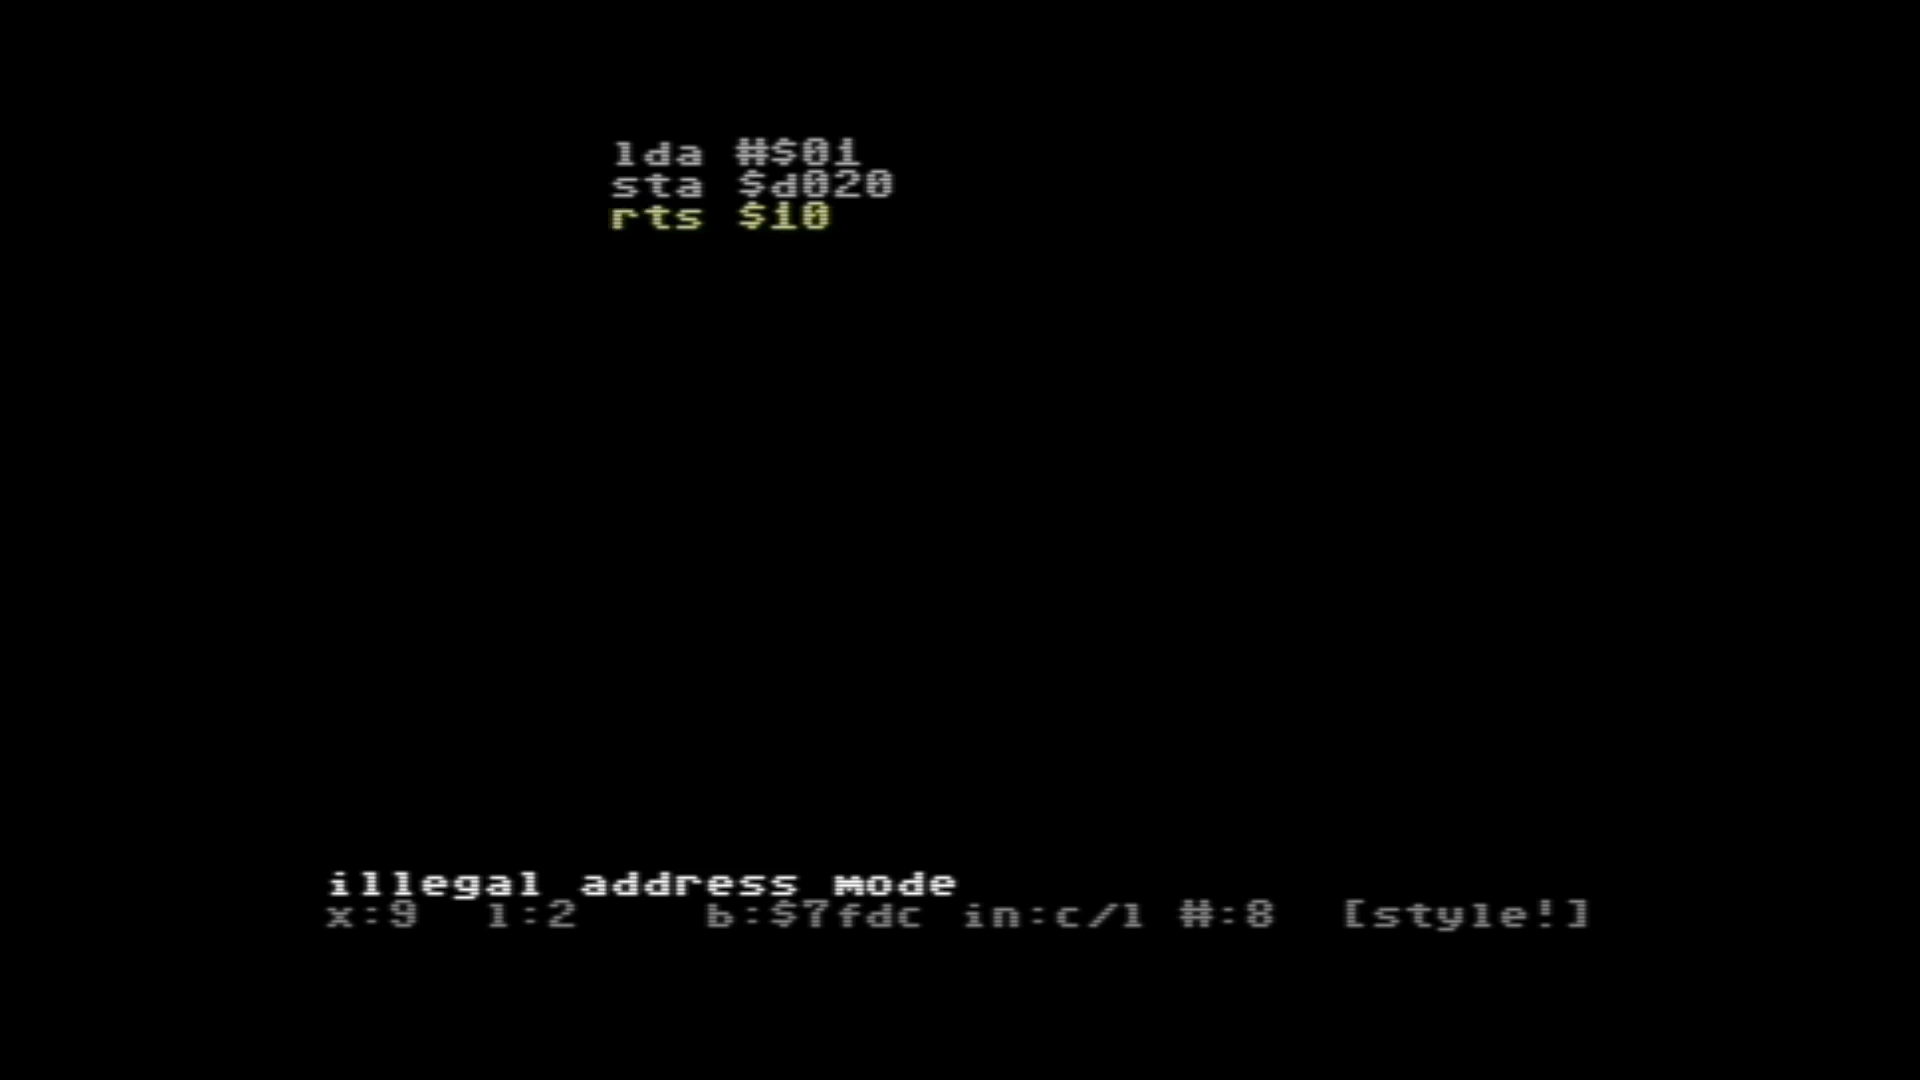 lda #$01
sta $d020
rts $10
illegal address mode
x:9 l:2 b:$7fdc in:c/l #:8 [style!]